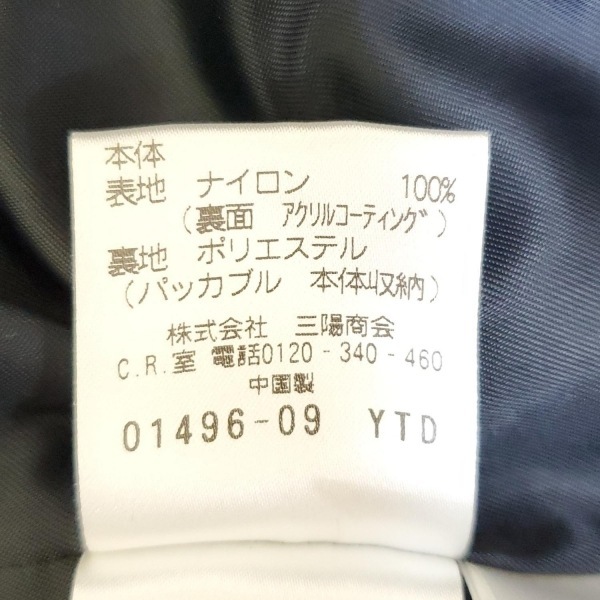 本体
表地 ナイロン 100%
(裏面 アクリルコーティング)
裏地 ポリエステル
(パッカブル 本体収納)
株式会社 三陽商会
C.R.室 電話0120-340-460
中国製
01496-09 YTD